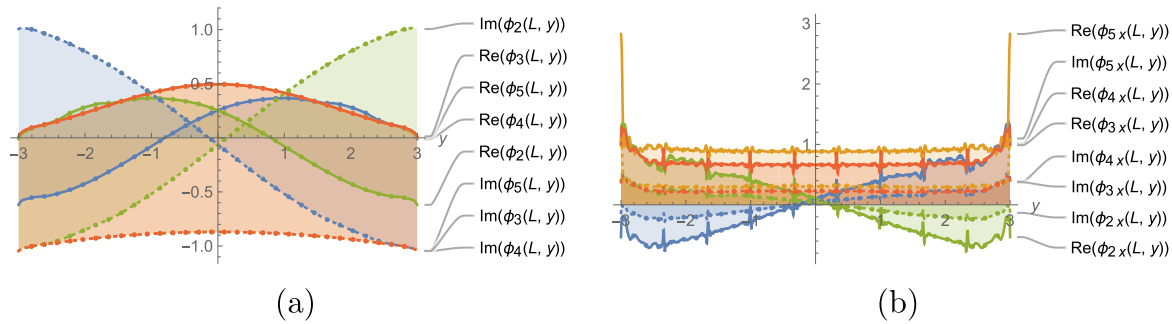 1.0
0.5
-0.5
-1.0
-3
-2
-1
0
1
2
3
y
Im(ϕ2(L, y))
Re(ϕ3(L, y))
Re(ϕ5(L, y))
Re(ϕ4(L, y))
Re(ϕ2(L, y))
Im(ϕ5(L, y))
Im(ϕ3(L, y))
Im(ϕ4(L, y))
(a)
3
2
1
-3
-2
0
1
2
3
y
Re(ϕ5 x(L, y))
Im(ϕ5 x(L, y))
Re(ϕ4 x(L, y))
Re(ϕ3 x(L, y))
Im(ϕ4 x(L, y))
Im(ϕ3 x(L, y))
Im(ϕ2 x(L, y))
Re(ϕ2 x(L, y))
(b)